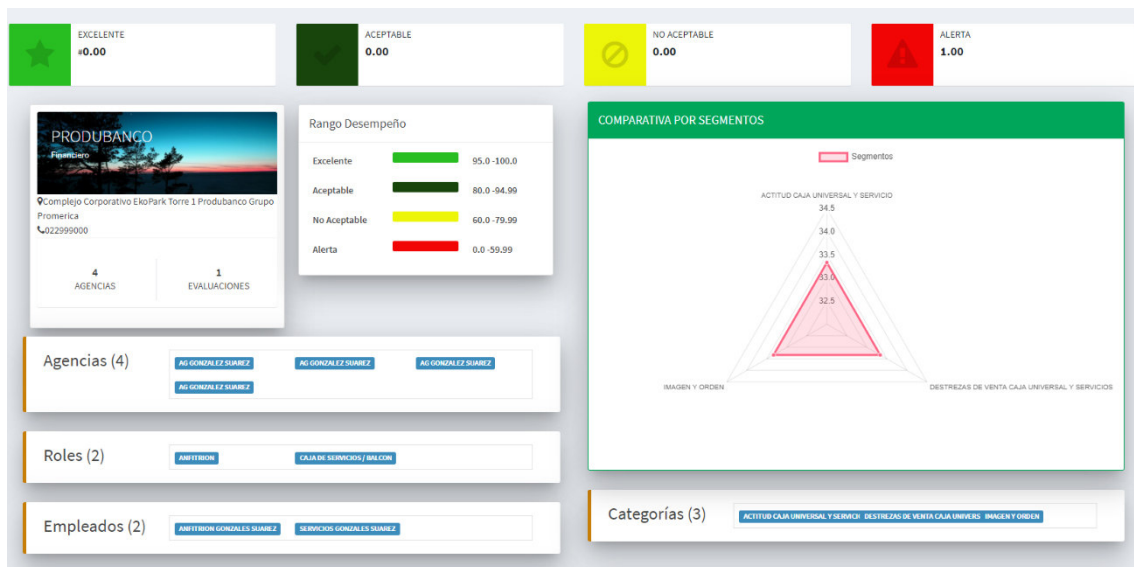 EXCELENTE
#0.00
ACEPTABLE
0.00
NO ACEPTABLE
0.00
ALERTA
1.00
PRODUBANCO
Financiero
Complejo Corporativo EkoPark Torre 1 Produbanco Grupo
Promerica
022999000
4
AGENCIAS
1
EVALUACIONES
Rango Desempeño
Excelente 95.0 -100.0
Aceptable 80.0 -94.99
No Aceptable 60.0 -79.99
Alerta 0.0 -59.99
COMPARATIVA POR SEGMENTOS
Segmentos
ACTITUD CAJA UNIVERSAL Y SERVICIO
34.5
34.0
33.5
33.0
32.5
IMAGEN Y ORDEN
DESTREZAS DE VENTA CAJA UNIVERSAL Y SERVICIOS
Agencias (4)
AG GONZALEZ SUAREZ AG GONZALEZ SUAREZ AG GONZALEZ SUAREZ
AG GONZALEZ SUAREZ
Roles (2)
ANFITRION CAJA DE SERVICIOS / BALCON
Empleados (2)
ANFITRION GONZALES SUAREZ SERVICIOS GONZALES SUAREZ
Categorías (3)
ACTITUD CAJA UNIVERSAL Y SERVICI DESTREZAS DE VENTA CAJA UNIVERS IMAGEN Y ORDEN